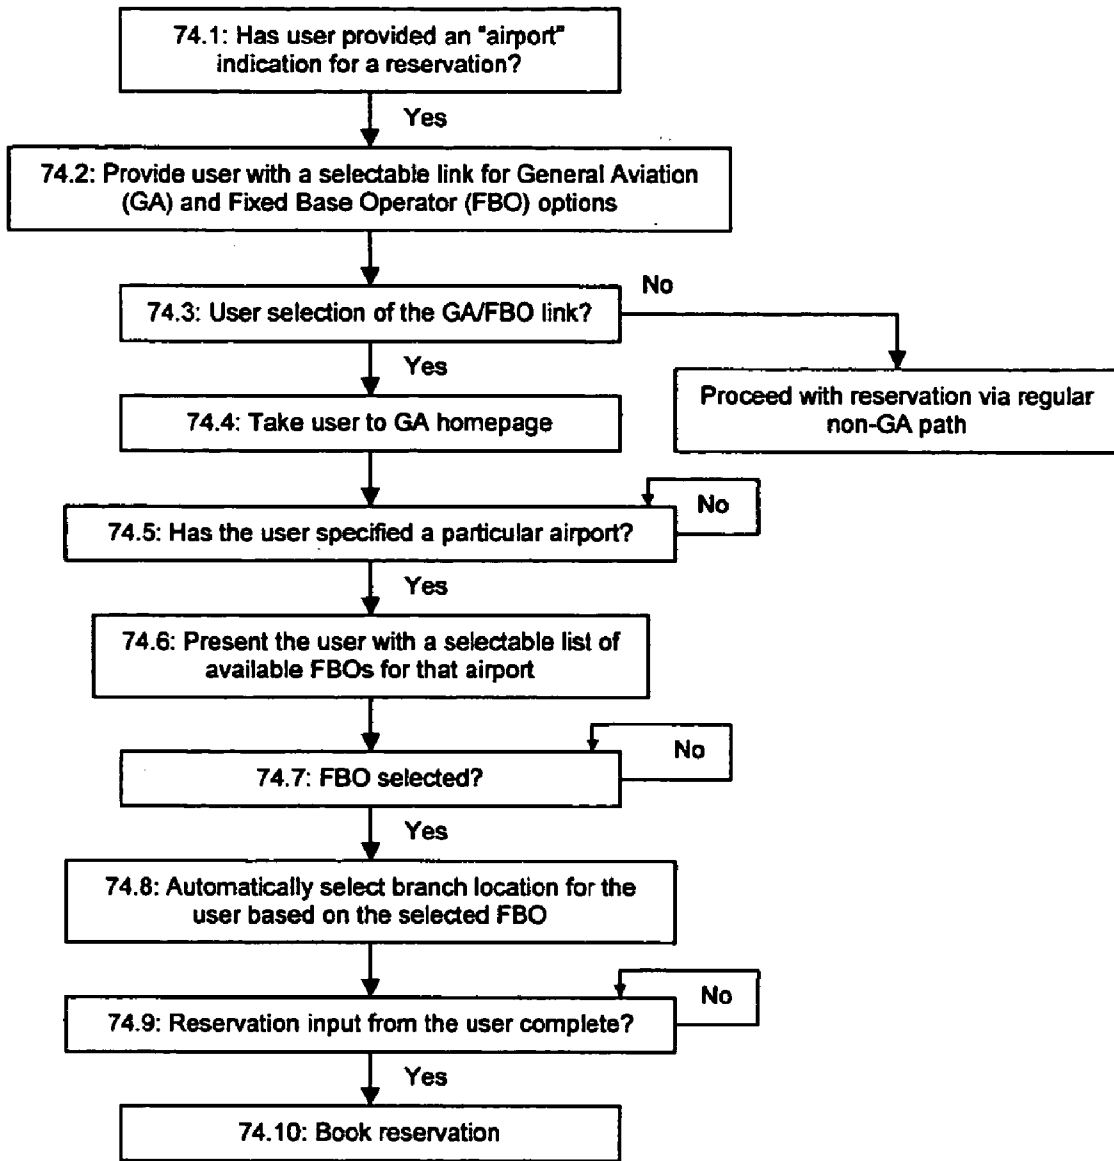 74.1: Has user provided an "airport"
indication for a reservation?
Yes
74.2: Provide user with a selectable link for General Aviation
(GA) and Fixed Base Operator (FBO) options
74.3: User selection of the GA/FBO link?
No
Yes
74.4: Take user to GA homepage
Proceed with reservation via regular
non-GA path
74.5: Has the user specified a particular airport?
No
Yes
74.6: Present the user with a selectable list of
available FBOs for that airport
74.7: FBO selected?
No
Yes
74.8: Automatically select branch location for the
user based on the selected FBO
74.9: Reservation input from the user complete?
No
Yes
74.10: Book reservation